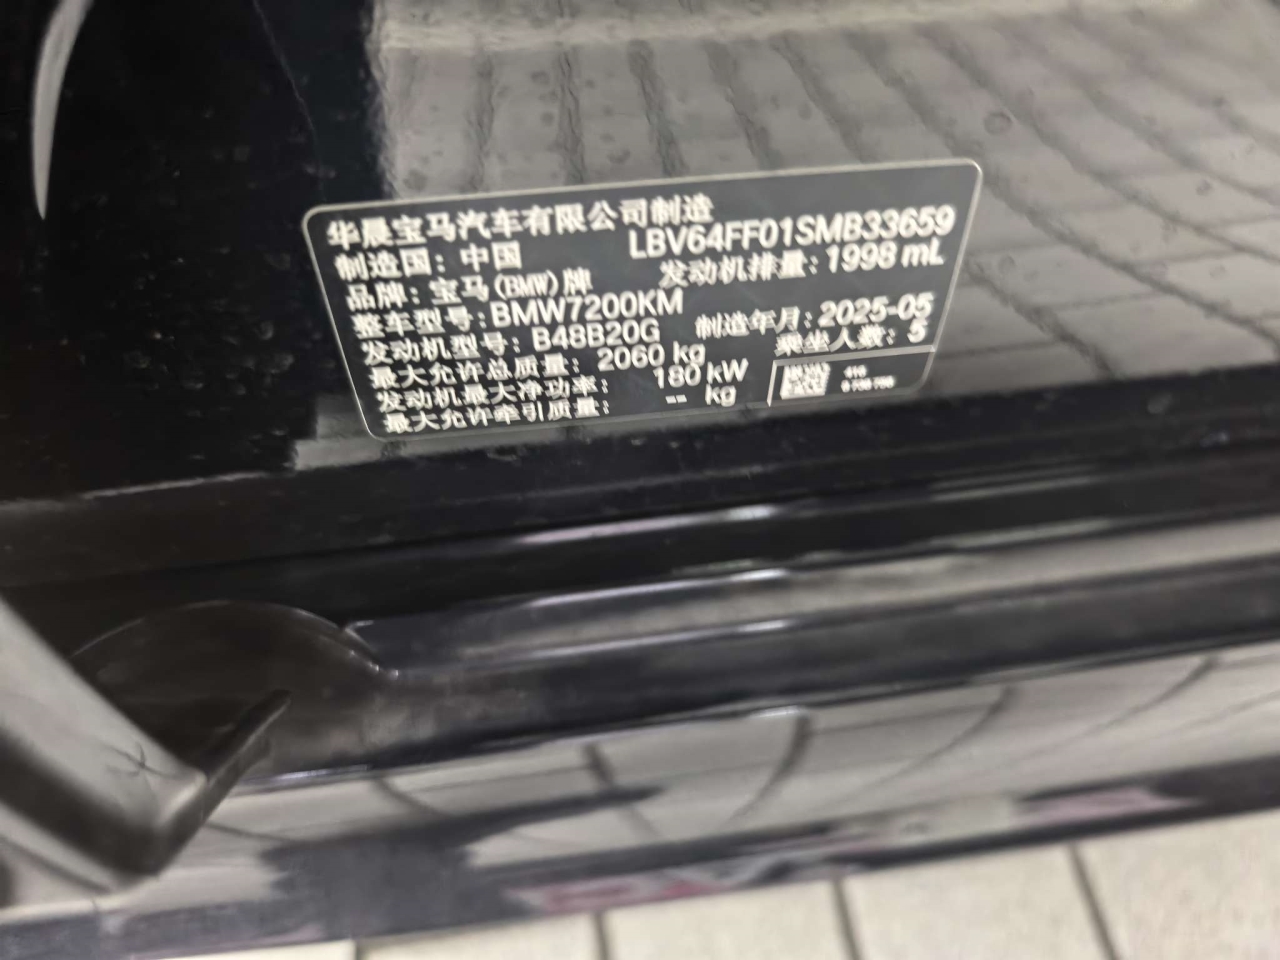 华晨宝马汽车有限公司制造
LBV64FF01SMB33659
制造国：中国
发动机排量：1998 mL
品牌：宝马(BMW)牌
整车型号：BMW7200KM
制造年月：2025-05
发动机型号：B48B20G
乘坐人数：5
最大允许总质量：2060 kg
发动机最大净功率：180 kW
最大允许牵引质量：-- kg